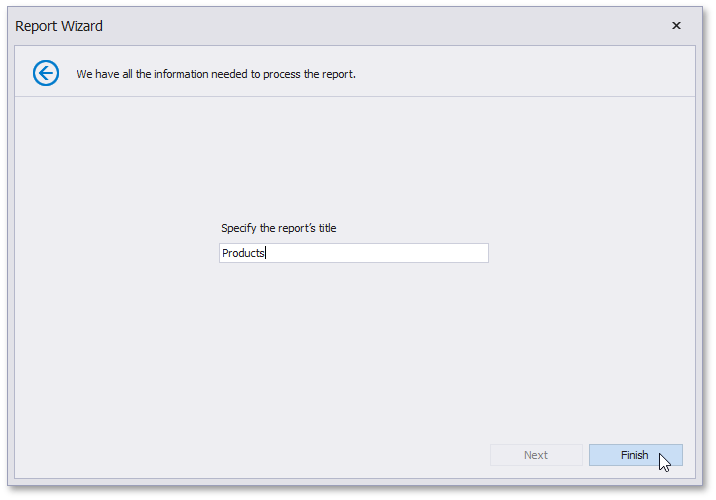 Report Wizard
We have all the information needed to process the report.
Specify the report's title
Products
Next
Finish